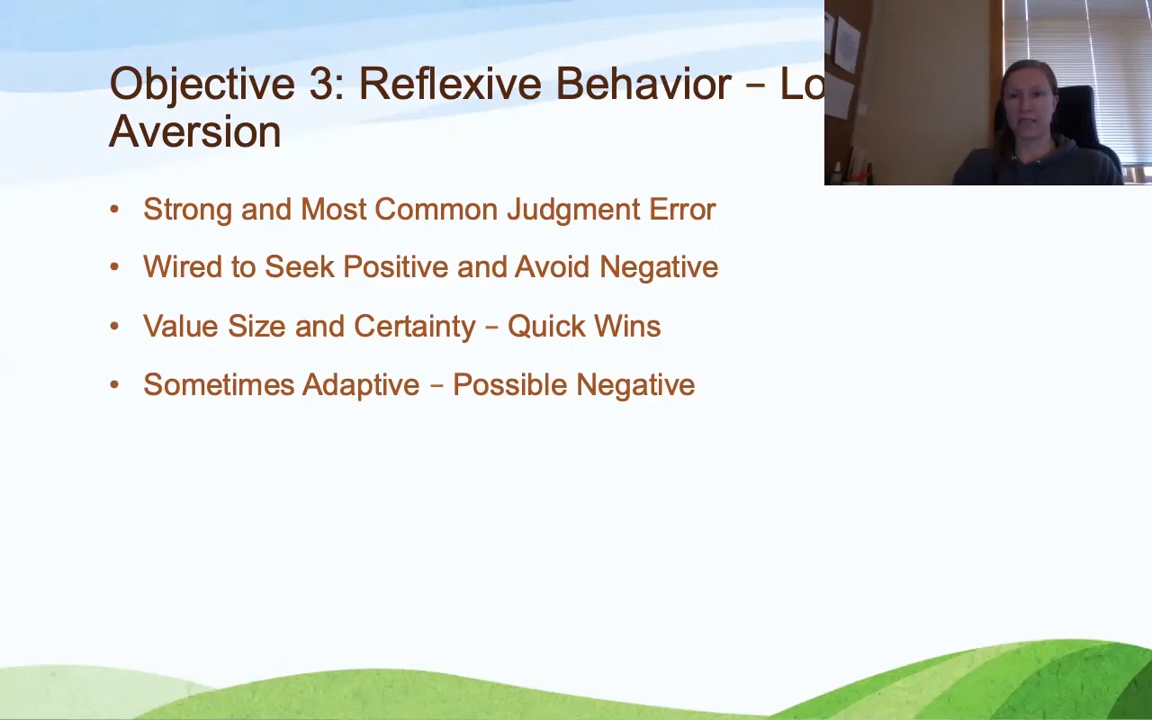 Objective 3: Reflexive Behavior – Lo
Aversion
• Strong and Most Common Judgment Error
• Wired to Seek Positive and Avoid Negative
• Value Size and Certainty – Quick Wins
• Sometimes Adaptive – Possible Negative